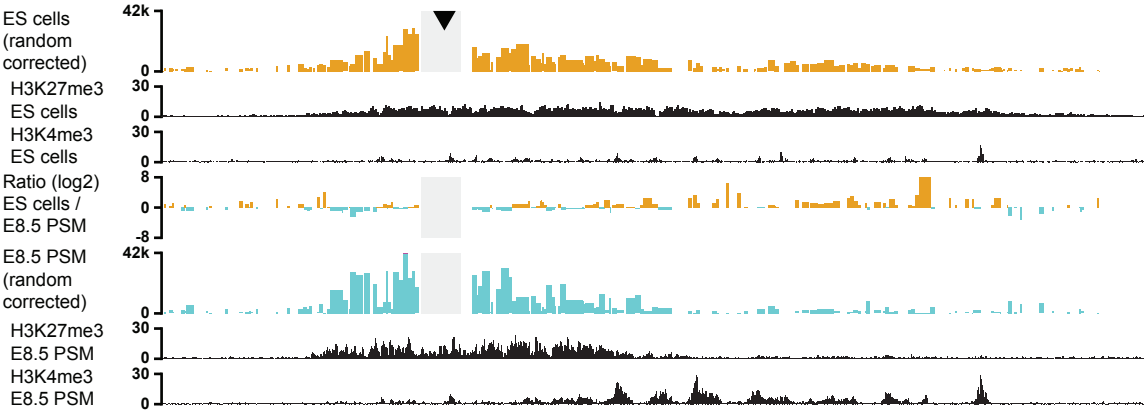 ES cells
(random
corrected)
42k
0
H3K27me3
ES cells
30
0
H3K4me3
ES cells
30
0
Ratio (log2)
ES cells /
E8.5 PSM
8
0
-8
E8.5 PSM
(random
corrected)
42k
0
H3K27me3
E8.5 PSM
30
0
H3K4me3
E8.5 PSM
30
0